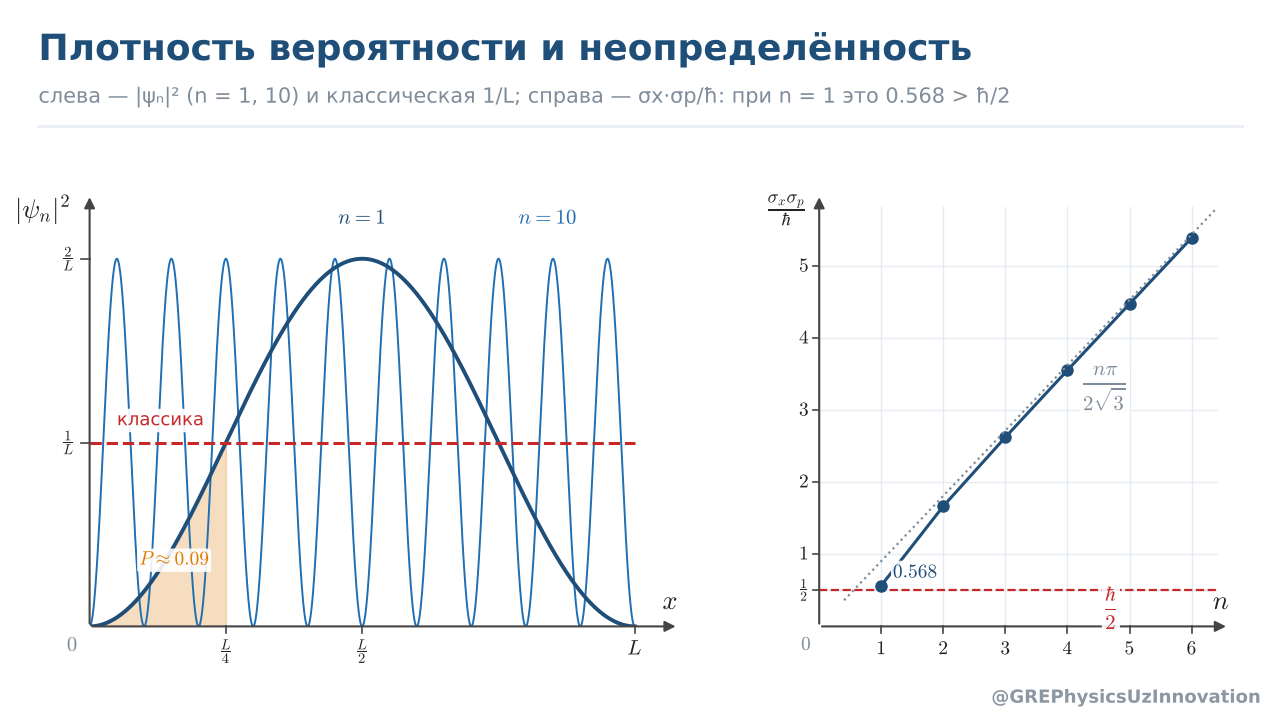 Плотность вероятности и неопределённость
слева — |ψₙ|² (n = 1, 10) и классическая 1/L; справа — σx·σp/ħ: при n = 1 это 0.568 > ħ/2
|ψₙ|²
n = 1
n = 10
2/L
классика
1/L
P ≈ 0.09
x
0
L/4
L/2
L
σₓσₚ/ħ
5
4
3
2
1
1/2
nπ/2√3
0.568
ħ/2
n
0
1 2 3 4 5 6
@GREPhysicsUzInnovation